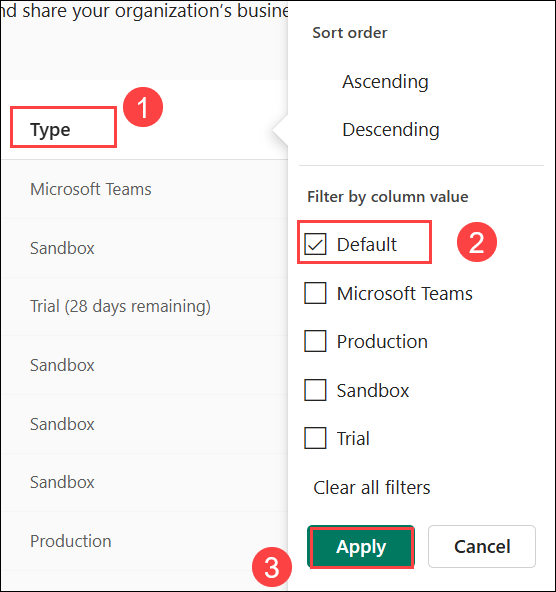 nd share your organization's busine
Type
1
Microsoft Teams
Sandbox
Trial (28 days remaining)
Sandbox
Sandbox
Sandbox
Production
Sort order
Ascending
Descending
Filter by column value
Default
2
Microsoft Teams
Production
Sandbox
Trial
Clear all filters
3
Apply
Cancel